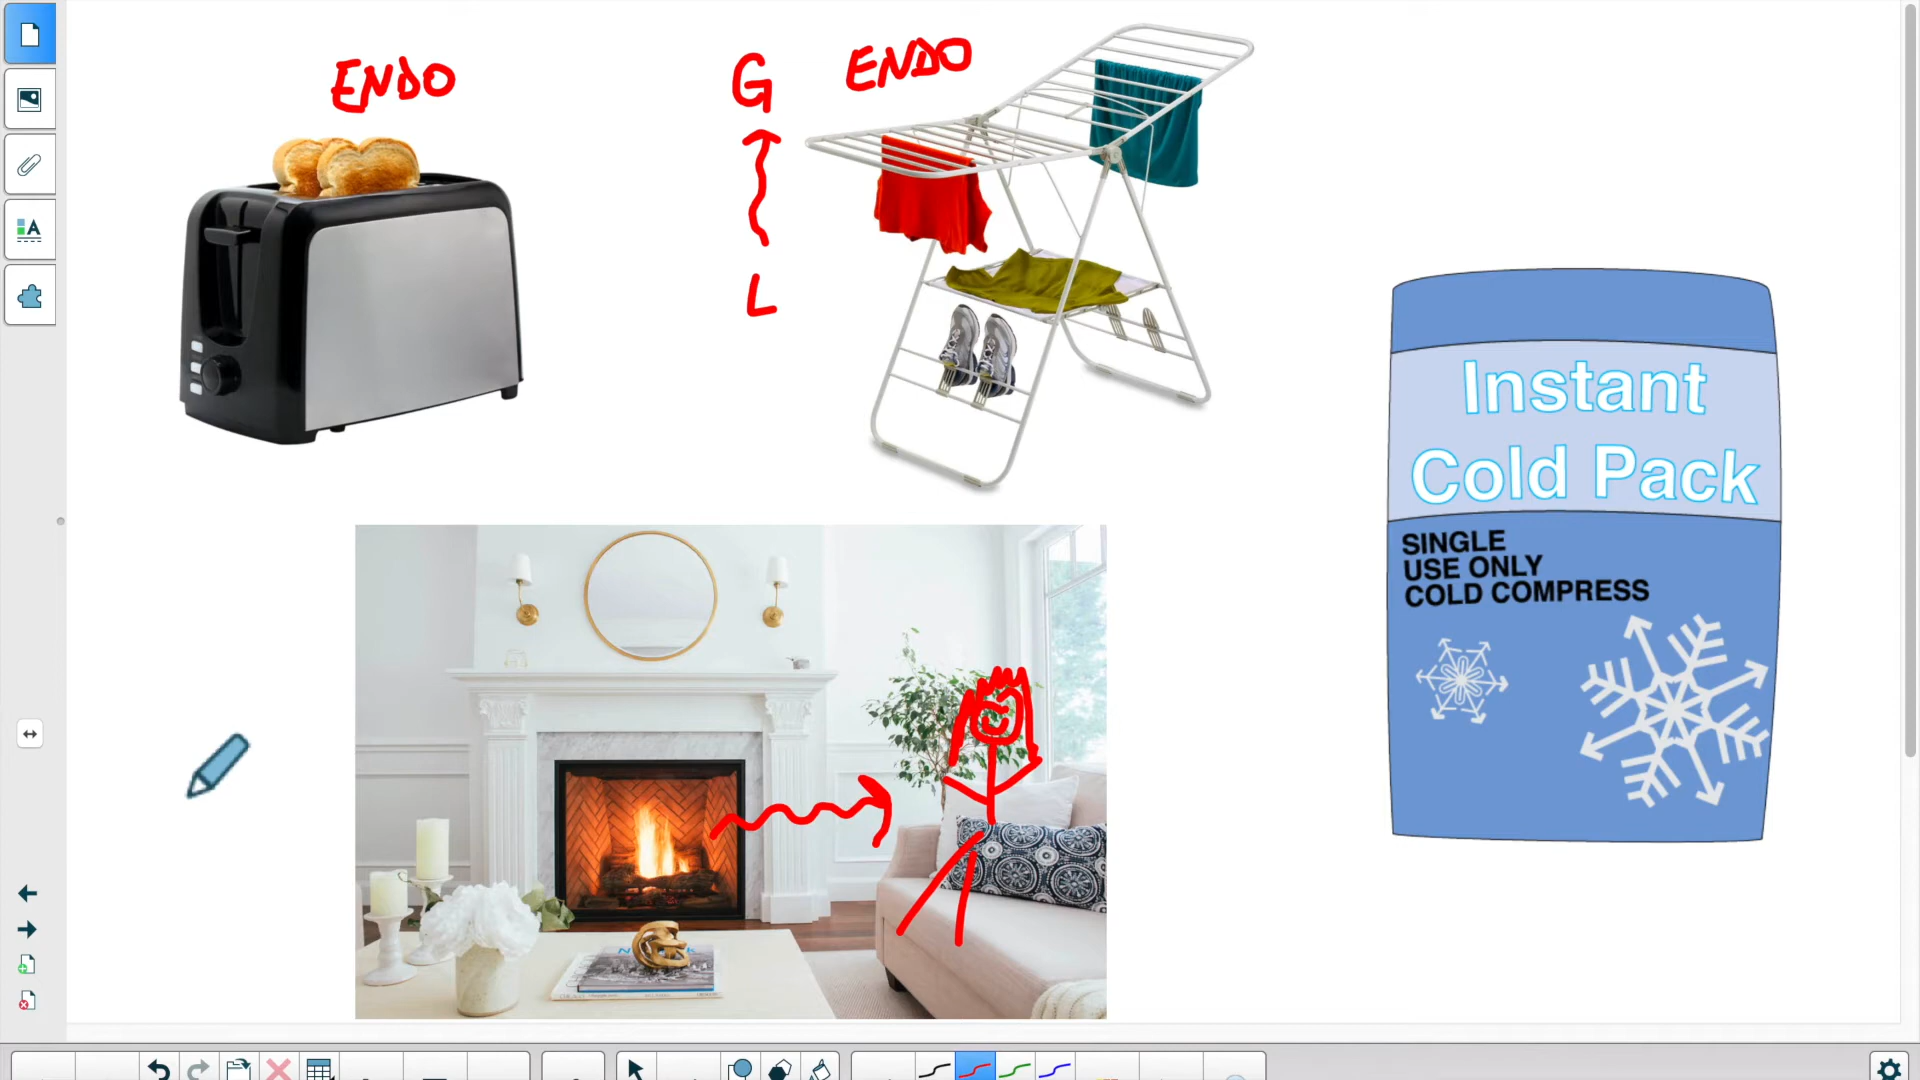 ENDO
G
ENDO
L
Instant
Cold Pack
SINGLE
USE ONLY
COLD COMPRESS